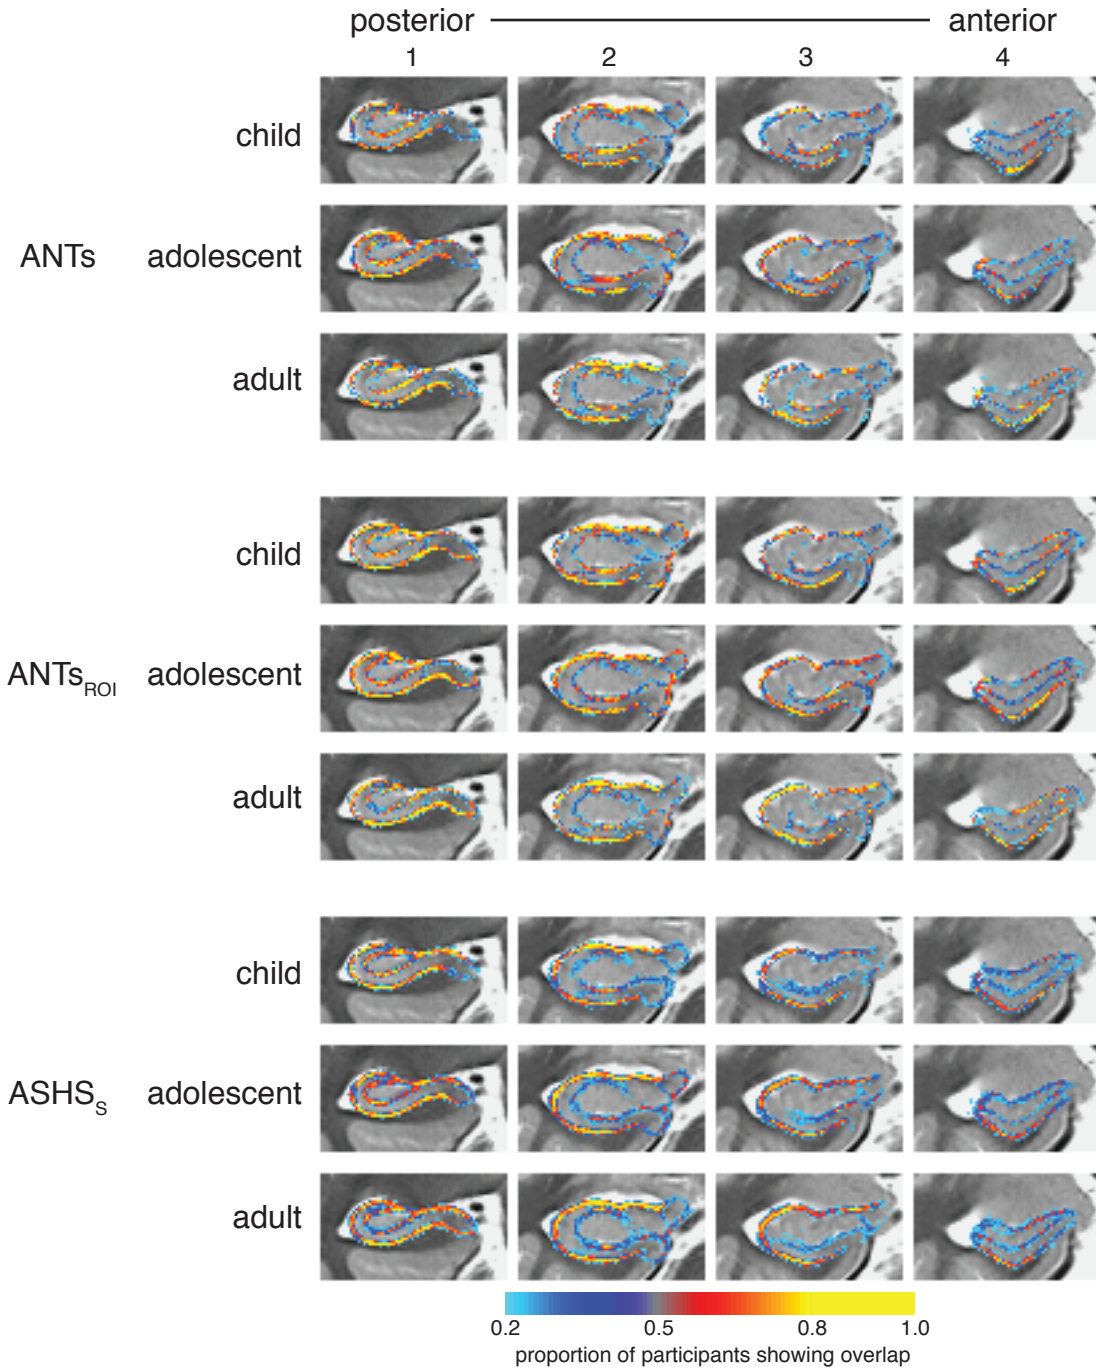 posterior anterior
1 2 3 4
child
ANTs adolescent
adult
child
ANTsROI adolescent
adult
child
ASHSS adolescent
adult
0.2 0.5 0.8 1.0
proportion of participants showing overlap